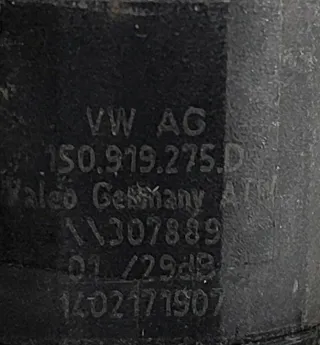 VW AG
1S0.919.275.D
Valeo Germany
\\307889
01 /29dB
1402171907